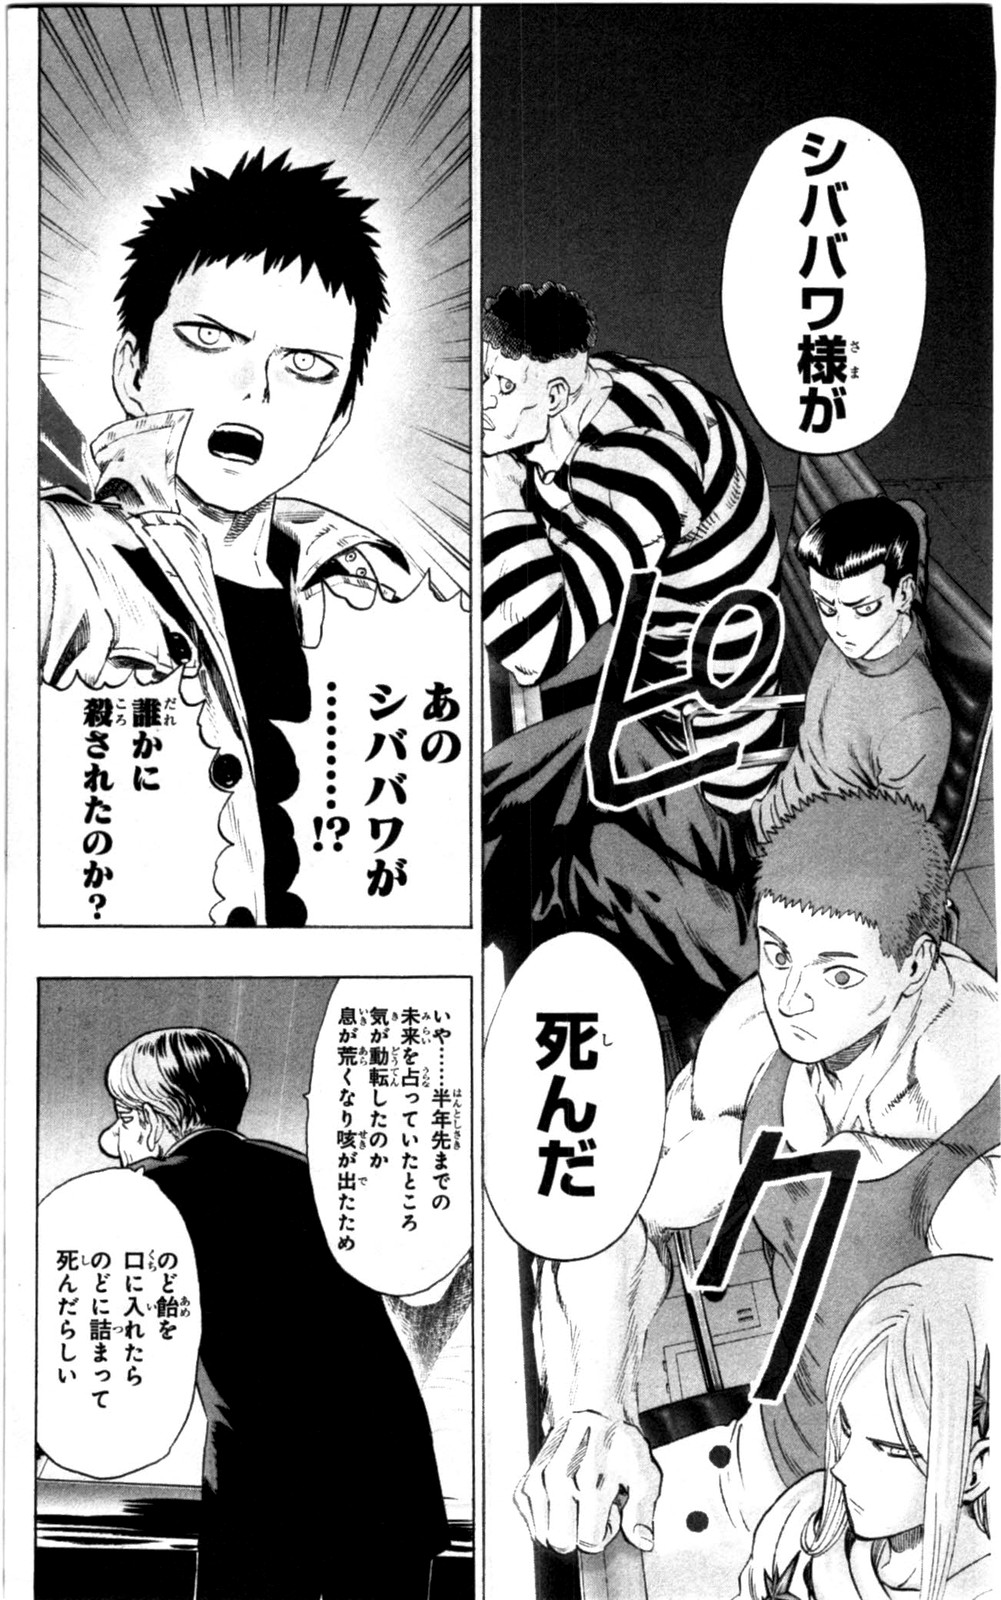 シババワ様が
ピク
死んだ
あの
シババワが
………!?
誰かに
殺されたのか?
いや……半年先までの
未来を占っていたところ
気が動転したのか
息が荒くなり咳が出たため
のど飴を
口に入れたら
のどに詰まって
死んだらしい